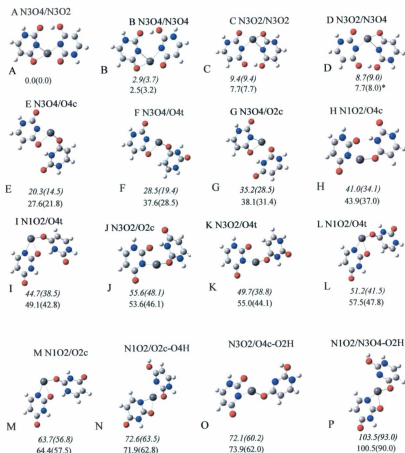 A N3O4/N3O2
B N3O4/N3O4
C N3O2/N3O2
D N3O2/N3O4
A
0.0(0.0)
B
2.9(3.7)
2.5(3.2)
C
9.4(9.4)
7.7(7.7)
D
8.7(9.0)
7.7(8.0)*
E N3O4/O4c
F N3O4/O4t
G N3O4/O2c
H N1O2/O4c
E
20.3(14.5)
27.6(21.8)
F
28.5(19.4)
37.6(28.5)
G
35.2(28.5)
38.1(31.4)
H
41.0(34.1)
43.9(37.0)
I N1O2/O4t
J N3O2/O2c
K N3O2/O4t
L N1O2/O4t
I
44.7(38.5)
49.1(42.8)
J
55.6(48.1)
53.6(46.1)
K
49.7(38.8)
55.0(44.1)
L
51.2(41.5)
57.5(47.8)
M N1O2/O2c
N1O2/O2c-O4H
N3O2/O4c-O2H
N1O2/N3O4-O2H
M
63.7(56.8)
64.4(57.5)
N
72.6(63.5)
71.9(62.8)
O
72.1(60.2)
73.9(62.0)
P
103.5(93.0)
100.5(90.0)